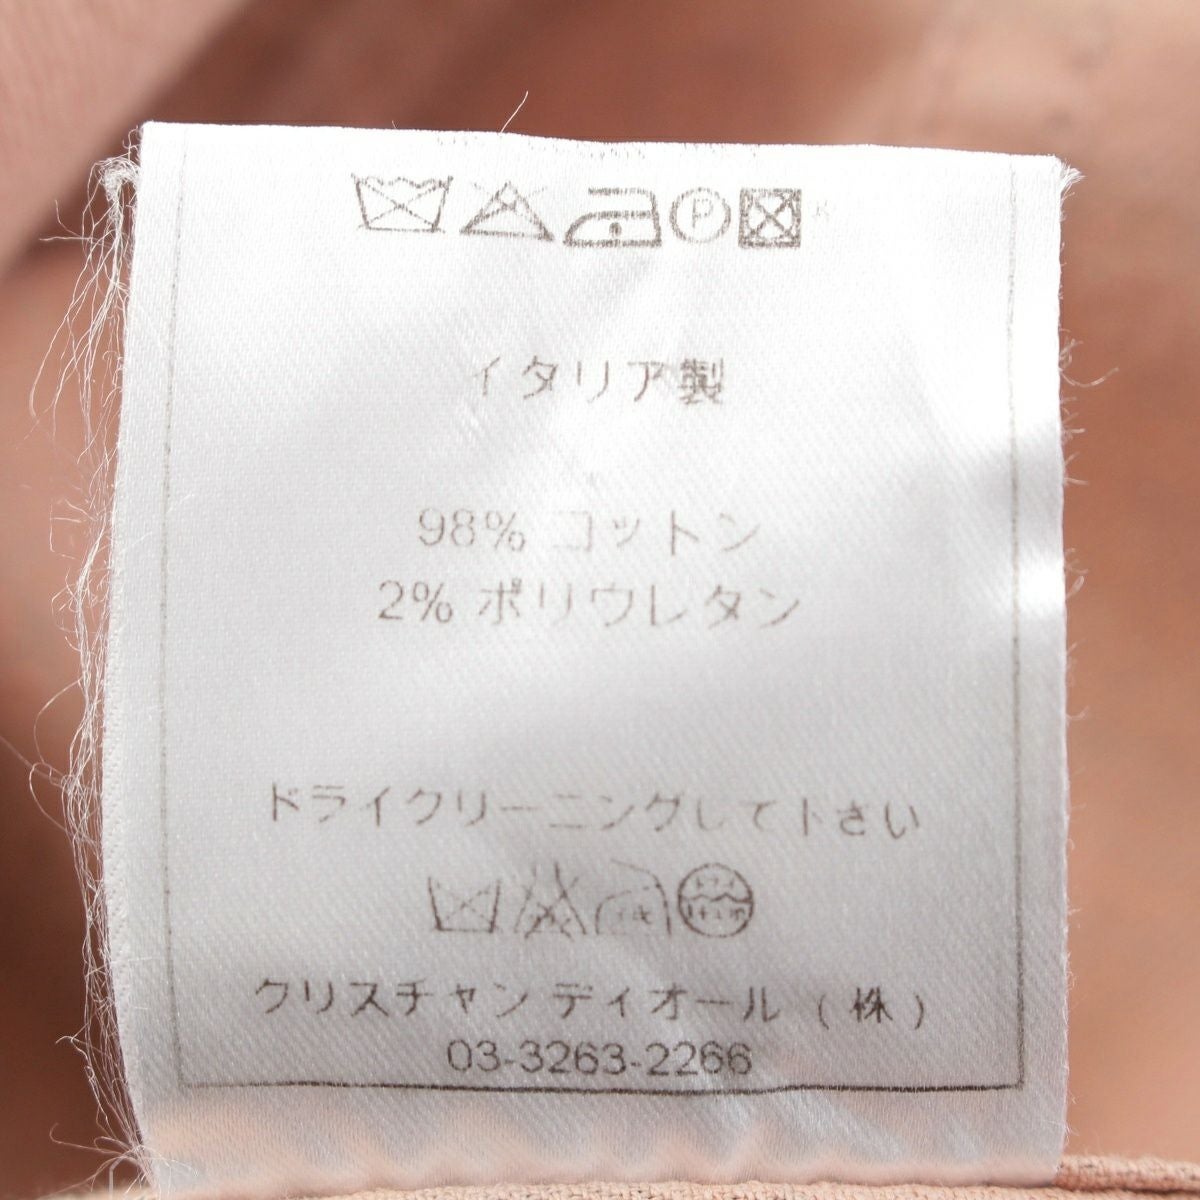 P
イタリア製
98% コットン
2% ポリウレタン
ドライクリーニングして下さい
クリスチャン ディオール (株)
03-3263-2266